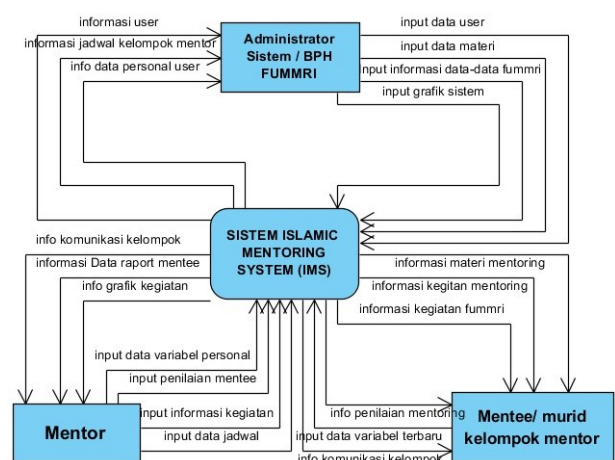 informasi user
informasi jadwal kelompok mentor
info data personal user
Administrator
Sistem / BPH
FUMMRI
input data user
input data materi
Input informasi data-data fummri
input grafik sistem
SISTEM ISLAMIC
MENTORING
SYSTEM (IMS)
info komunikasi kelompok
informasi Data raport mentee
info grafik kegiatan
informasi materi mentoring
informasi kegitan mentoring
informasi kegiatan fummri
input data variabel personal
input penilaian mentee
input informasi kegiatan
input data jadwal
Mentor
info penilaian mentoring
input data variabel terbaru
info komunikasi kelompok
Mentee/ murid
kelompok mentor